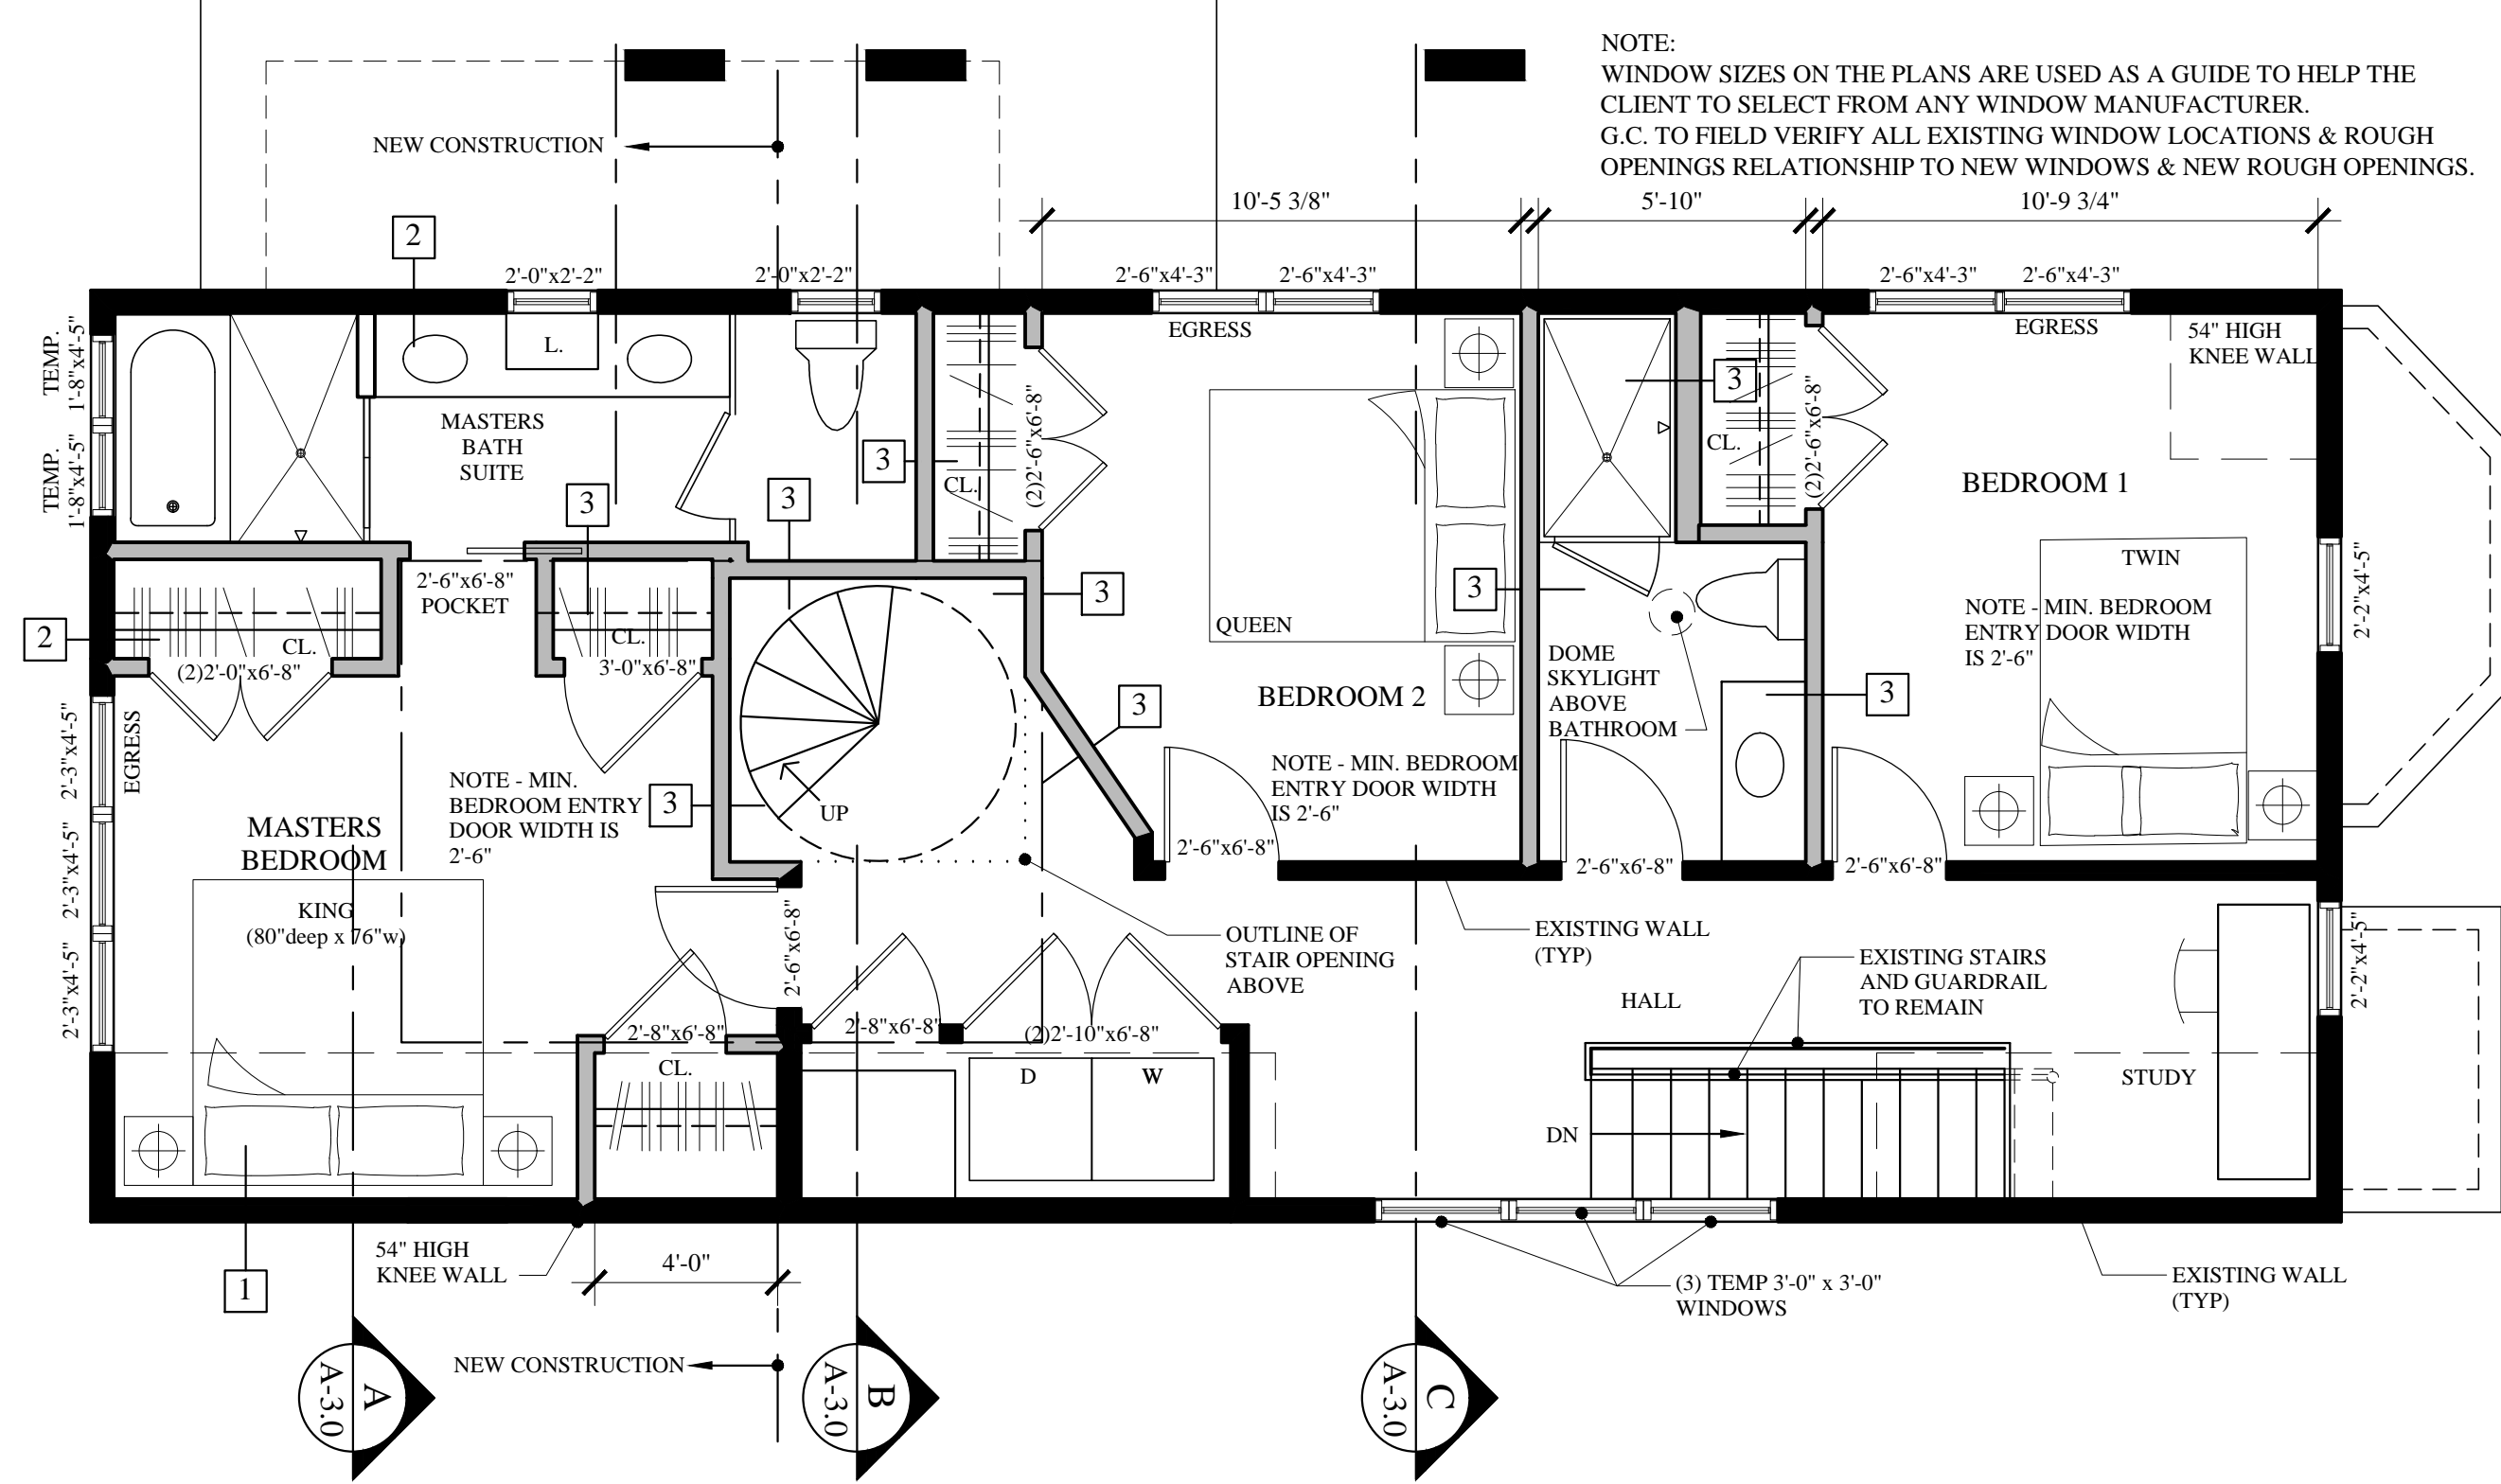 NOTE:
WINDOW SIZES ON THE PLANS ARE USED AS A GUIDE TO HELP THE
CLIENT TO SELECT FROM ANY WINDOW MANUFACTURER.
G.C. TO FIELD VERIFY ALL EXISTING WINDOW LOCATIONS & ROUGH
OPENINGS RELATIONSHIP TO NEW WINDOWS & NEW ROUGH OPENINGS.
NEW CONSTRUCTION
10'-5 3/8"
5'-10"
10'-9 3/4"
2
2'-0"x2'-2"
2'-0"x2'-2"
2'-6"x4'-3"
2'-6"x4'-3"
2'-6"x4'-3"
2'-6"x4'-3"
EGRESS
EGRESS
54" HIGH
KNEE WALL
TEMP.
1'-8"x4'-5"
TEMP.
1'-8"x4'-5"
L.
MASTERS
BATH
SUITE
3
3
3
CL.
(2)2'-6"x6'-8"
3
CL.
(2)2'-6"x6'-8"
BEDROOM 1
2'-6"x6'-8"
POCKET
2
CL.
(2)2'-0"x6'-8"
CL.
3'-0"x6'-8"
3
3
QUEEN
BEDROOM 2
3
DOME
SKYLIGHT
ABOVE
BATHROOM
3
TWIN
NOTE - MIN. BEDROOM
ENTRY DOOR WIDTH
IS 2'-6"
2'-2"x4'-5"
EGRESS
2'-3"x4'-5"
2'-3"x4'-5"
2'-3"x4'-5"
MASTERS
BEDROOM
NOTE - MIN.
BEDROOM ENTRY
DOOR WIDTH IS
2'-6"
3
UP
NOTE - MIN. BEDROOM
ENTRY DOOR WIDTH
IS 2'-6"
2'-6"x6'-8"
2'-6"x6'-8"
2'-6"x6'-8"
KING
(80"deep x 76"w)
2'-6"x6'-8"
OUTLINE OF
STAIR OPENING
ABOVE
EXISTING WALL
(TYP)
EXISTING STAIRS
AND GUARDRAIL
TO REMAIN
HALL
2'-2"x4'-5"
2'-8"x6'-8"
2'-8"x6'-8"
(2)2'-10"x6'-8"
CL.
D
W
STUDY
DN
54" HIGH
KNEE WALL
4'-0"
1
(3) TEMP 3'-0" x 3'-0"
WINDOWS
EXISTING WALL
(TYP)
NEW CONSTRUCTION
A
A-3.0
B
A-3.0
C
A-3.0